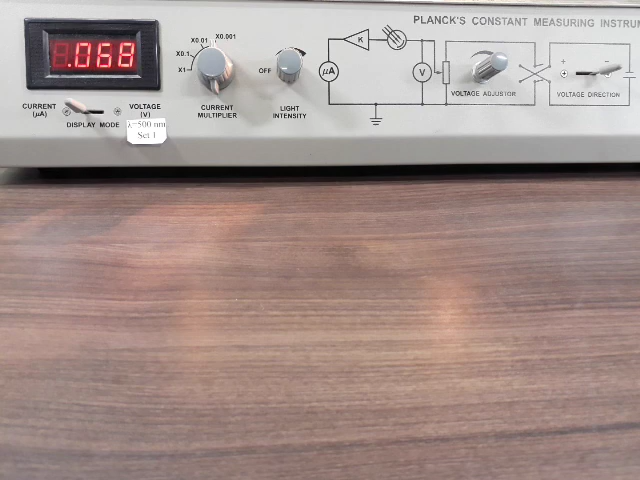 PLANCK'S CONSTANT MEASURING INSTRUM
.068
X0.001
X0.01
X0.1
X1
OFF
K
μA
V
+
−
CURRENT
(μA)
DISPLAY MODE
VOLTAGE
(V)
λ=500 nm
Set 1
CURRENT
MULTIPLIER
LIGHT
INTENSITY
VOLTAGE ADJUSTOR
VOLTAGE DIRECTION